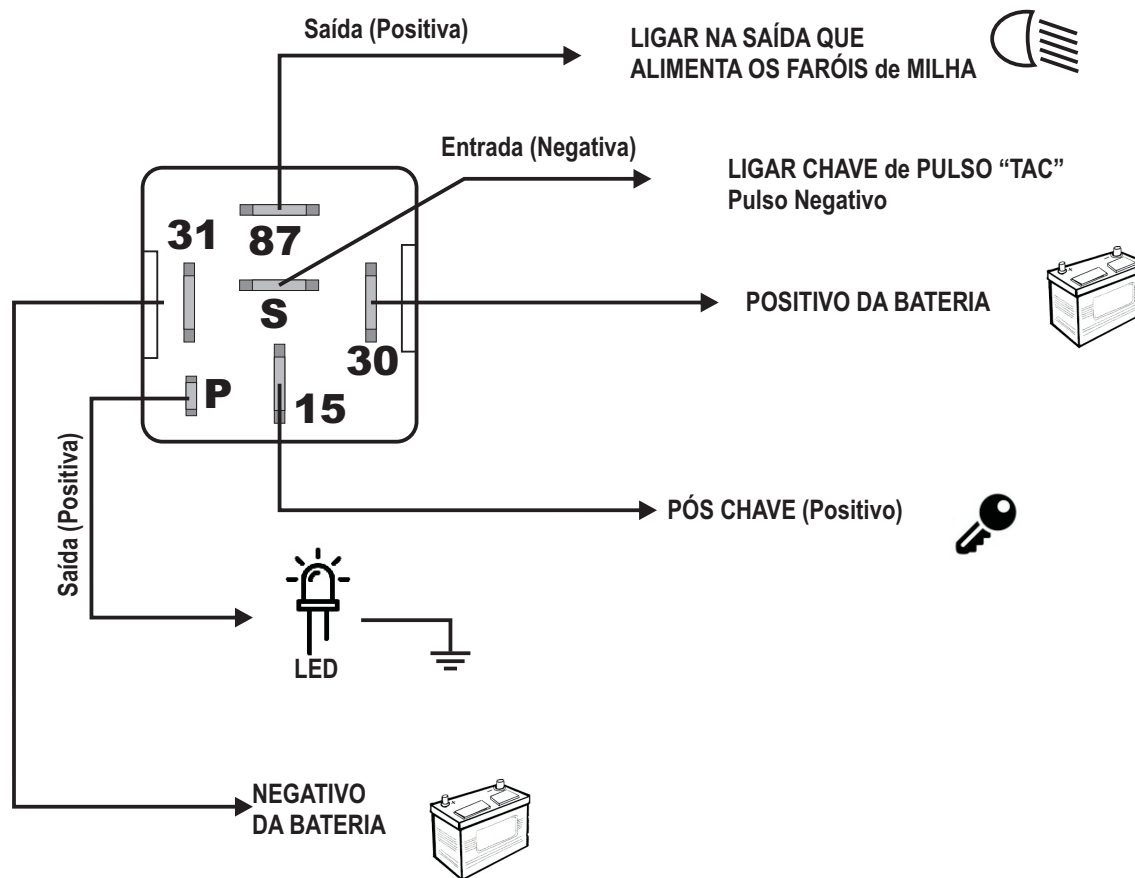 Saída (Positiva)
LIGAR NA SAÍDA QUE
ALIMENTA OS FARÓIS de MILHA
Entrada (Negativa)
LIGAR CHAVE de PULSO “TAC”
Pulso Negativo
31
87
S
30
POSITIVO DA BATERIA
P
15
Saída (Positiva)
PÓS CHAVE (Positivo)
LED
NEGATIVO
DA BATERIA